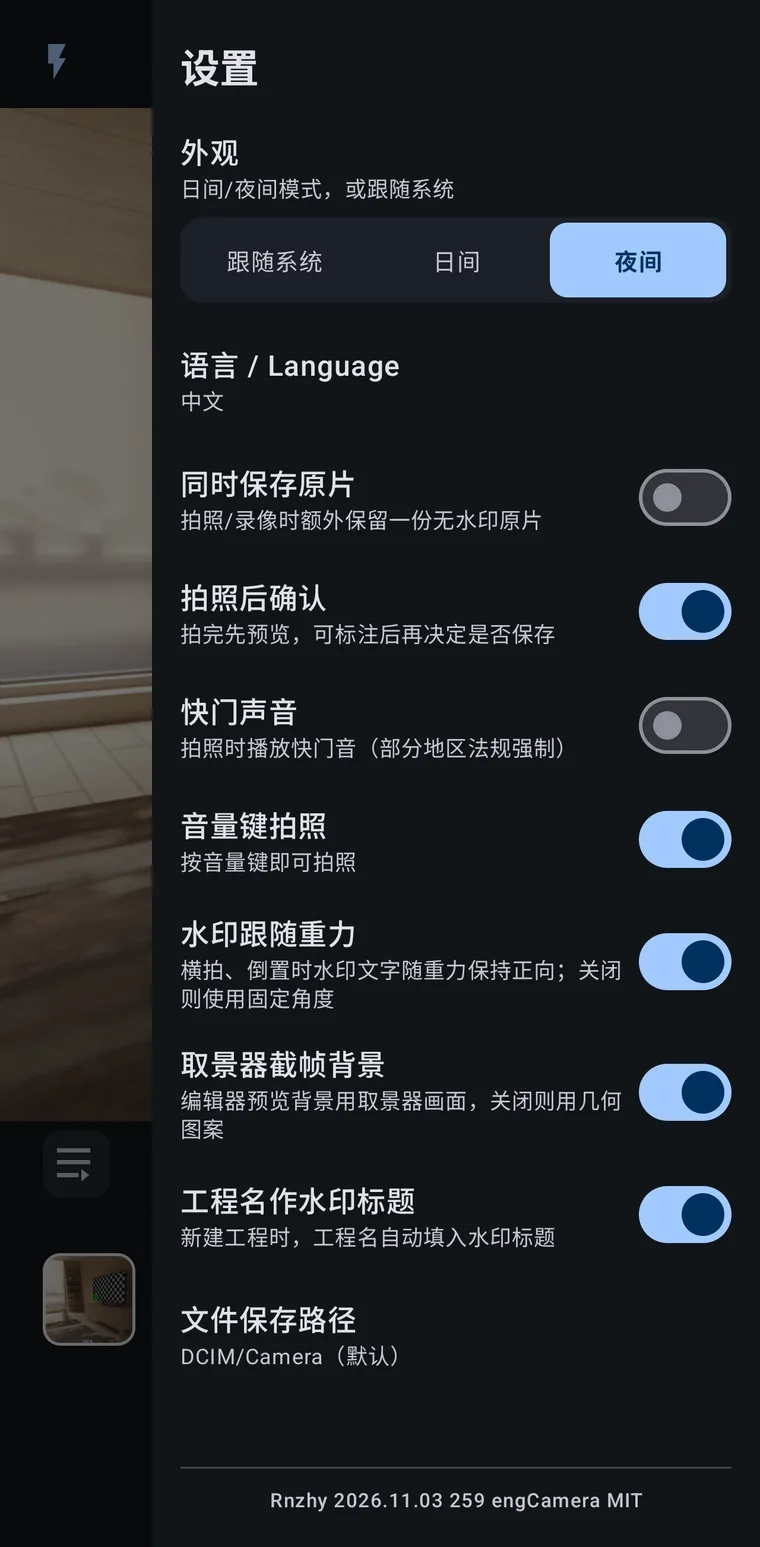 设置
外观
日间/夜间模式，或跟随系统
跟随系统 日间 夜间
语言 / Language
中文
同时保存原片
拍照/录像时额外保留一份无水印原片
拍照后确认
拍完先预览，可标注后再决定是否保存
快门声音
拍照时播放快门音（部分地区法规强制）
音量键拍照
按音量键即可拍照
水印跟随重力
横拍、倒置时水印文字随重力保持正向；关闭
则使用固定角度
取景器截帧背景
编辑器预览背景用取景器画面，关闭则用几何
图案
工程名作水印标题
新建工程时，工程名自动填入水印标题
文件保存路径
DCIM/Camera（默认）
Rnzhy 2026.11.03 259 engCamera MIT